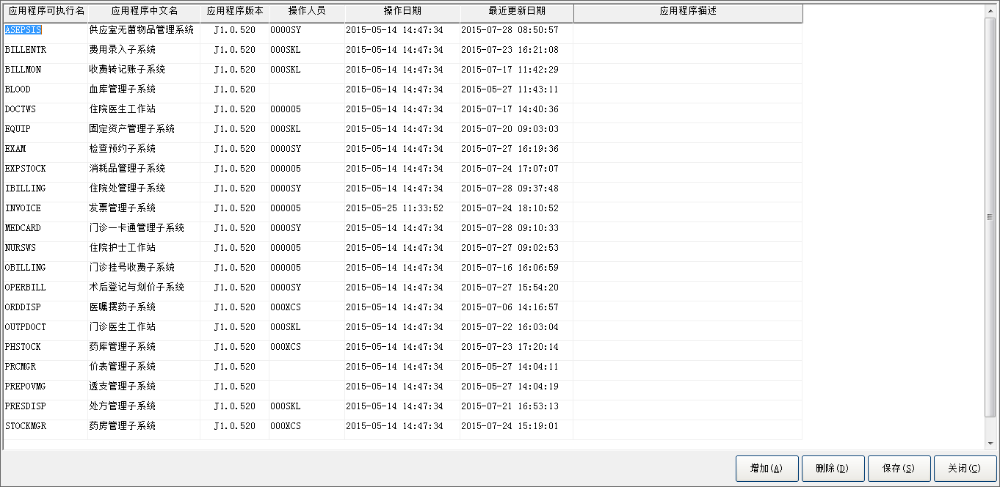 应用程序可执行名 应用程序中文名 应用程序版本 操作人员 操作日期 最近更新日期 应用程序描述
ASEPSIS 供应室无菌物品管理系统 J1.0.520 0000SY 2015-05-14 14:47:34 2015-07-28 08:50:57
BILLENTR 费用录入子系统 J1.0.520 000SKL 2015-05-14 14:47:34 2015-07-23 16:21:08
BILLMON 收费转记账子系统 J1.0.520 000SKL 2015-05-14 14:47:34 2015-07-17 11:42:29
BLOOD 血库管理子系统 J1.0.520 2015-05-14 14:47:34 2015-05-27 11:43:11
DOCTWS 住院医生工作站 J1.0.520 000005 2015-05-14 14:47:34 2015-07-17 14:40:36
EQUIP 固定资产管理子系统 J1.0.520 000SKL 2015-05-14 14:47:34 2015-07-20 09:03:03
EXAM 检查预约子系统 J1.0.520 0000SY 2015-05-14 14:47:34 2015-07-27 16:19:36
EXPSTOCK 消耗品管理子系统 J1.0.520 000005 2015-05-14 14:47:34 2015-07-24 17:07:07
IBILLING 住院处管理子系统 J1.0.520 0000SY 2015-05-14 14:47:34 2015-07-28 09:37:48
INVOICE 发票管理子系统 J1.0.520 000005 2015-05-25 11:33:52 2015-07-24 18:10:52
MEDCARD 门诊一卡通管理子系统 J1.0.520 0000SY 2015-05-14 14:47:34 2015-07-28 09:10:33
NURSWS 住院护士工作站 J1.0.520 000005 2015-05-14 14:47:34 2015-07-27 09:02:53
OBILLING 门诊挂号收费子系统 J1.0.520 000005 2015-05-14 14:47:34 2015-07-16 16:06:59
OPERBILL 术后登记与划价子系统 J1.0.520 0000SY 2015-05-14 14:47:34 2015-07-27 15:54:20
ORDDISP 医嘱摆药子系统 J1.0.520 000XCS 2015-05-14 14:47:34 2015-07-06 14:16:57
OUTPDOCT 门诊医生工作站 J1.0.520 000SKL 2015-05-14 14:47:34 2015-07-22 16:03:04
PHSTOCK 药库管理子系统 J1.0.520 000XCS 2015-05-14 14:47:34 2015-07-23 17:20:14
PRCMGR 价表管理子系统 J1.0.520 2015-05-14 14:47:34 2015-05-27 14:04:11
PREPOVMG 透支管理子系统 J1.0.520 2015-05-14 14:47:34 2015-05-27 14:04:19
PRESDISP 处方管理子系统 J1.0.520 000SKL 2015-05-14 14:47:34 2015-07-21 16:53:13
STOCKMGR 药房管理子系统 J1.0.520 000XCS 2015-05-14 14:47:34 2015-07-24 15:19:01
增加(A) 删除(D) 保存(S) 关闭(C)